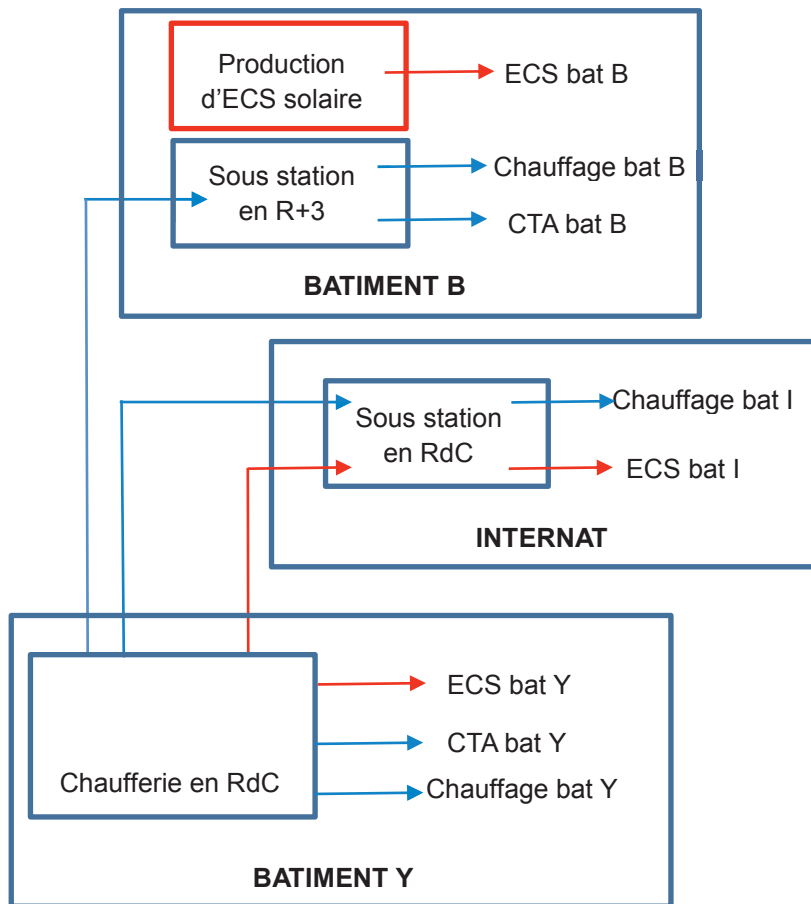 Production
d'ECS solaire
ECS bat B
Sous station
en R+3
Chauffage bat B
CTA bat B
BATIMENT B
Sous station
en RdC
Chauffage bat I
ECS bat I
INTERNAT
Chaufferie en RdC
ECS bat Y
CTA bat Y
Chauffage bat Y
BATIMENT Y